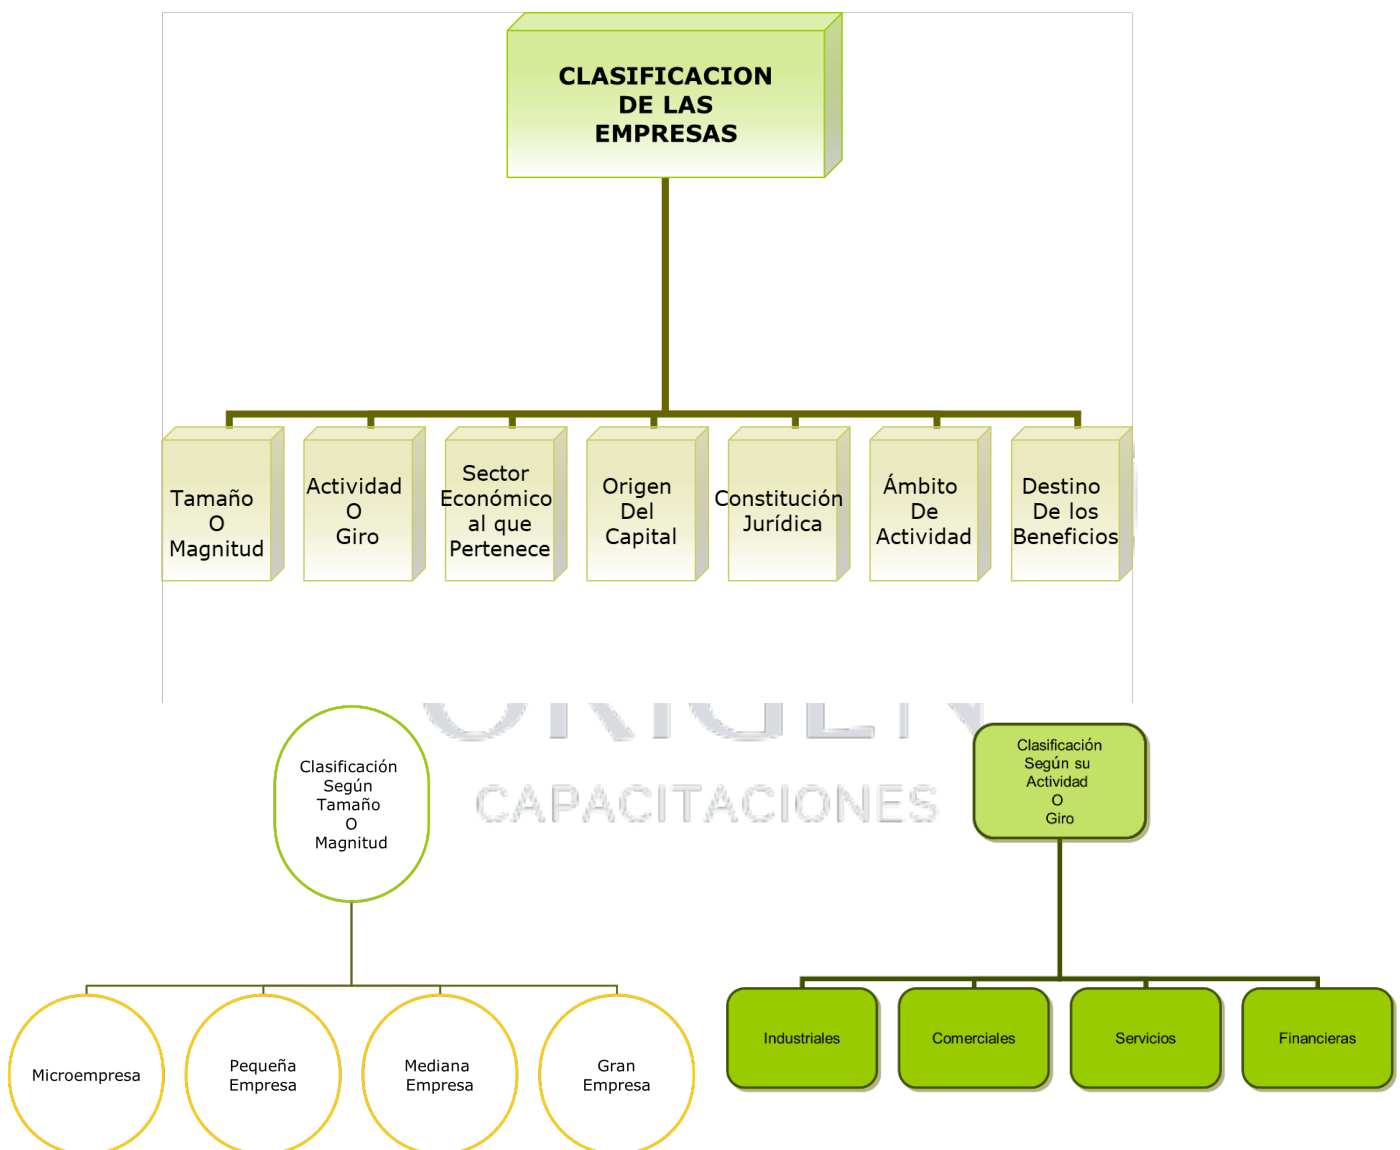 CLASIFICACION
DE LAS
EMPRESAS
Tamaño
O
Magnitud
Actividad
O
Giro
Sector
Económico
al que
Pertenece
Origen
Del
Capital
Constitución
Jurídica
Ámbito
De
Actividad
Destino
De los
Beneficios
ORIGEN
CAPACITACIONES
Clasificación
Según
Tamaño
O
Magnitud
Microempresa
Pequeña
Empresa
Mediana
Empresa
Gran
Empresa
Clasificación
Según su
Actividad
O
Giro
Industriales
Comerciales
Servicios
Financieras